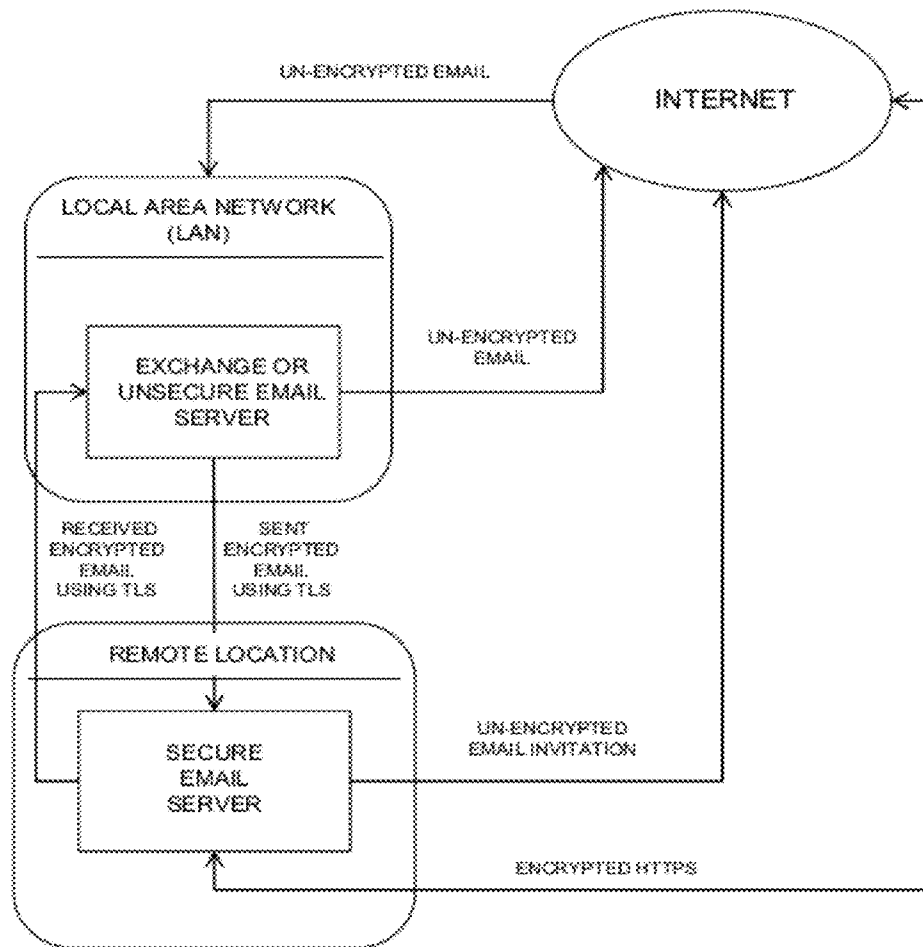 UN-ENCRYPTED EMAIL
INTERNET
LOCAL AREA NETWORK
(LAN)
EXCHANGE OR
UNSECURE EMAIL
SERVER
UN-ENCRYPTED
EMAIL
RECEIVED
ENCRYPTED
EMAIL
USING TLS
SENT
ENCRYPTED
EMAIL
USING TLS
REMOTE LOCATION
SECURE
EMAIL
SERVER
UN-ENCRYPTED
EMAIL INVITATION
ENCRYPTED HTTPS